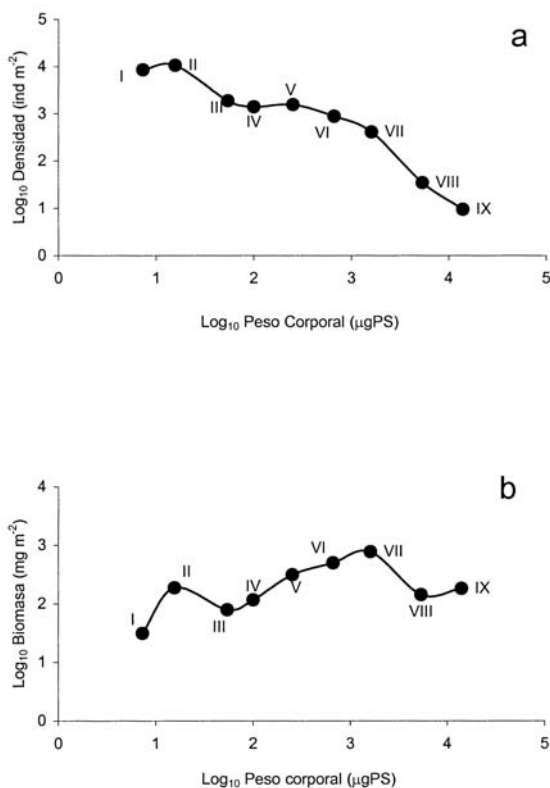 a
5
4
3
2
1
0
Log₁₀ Densidad (ind m⁻²)
I
II
III
IV
V
VI
VII
VIII
IX
0 1 2 3 4 5
Log₁₀ Peso Corporal (µgPS)
b
4
3
2
1
0
Log₁₀ Biomasa (mg m⁻²)
I
II
III
IV
V
VI
VII
VIII
IX
0 1 2 3 4 5
Log₁₀ Peso corporal (µgPS)